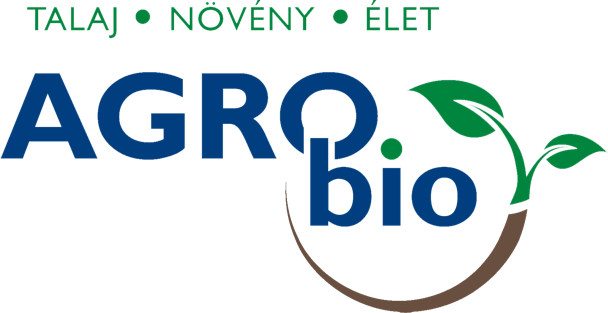 TALAJ • NÖVÉNY • ÉLET
AGRO
bio